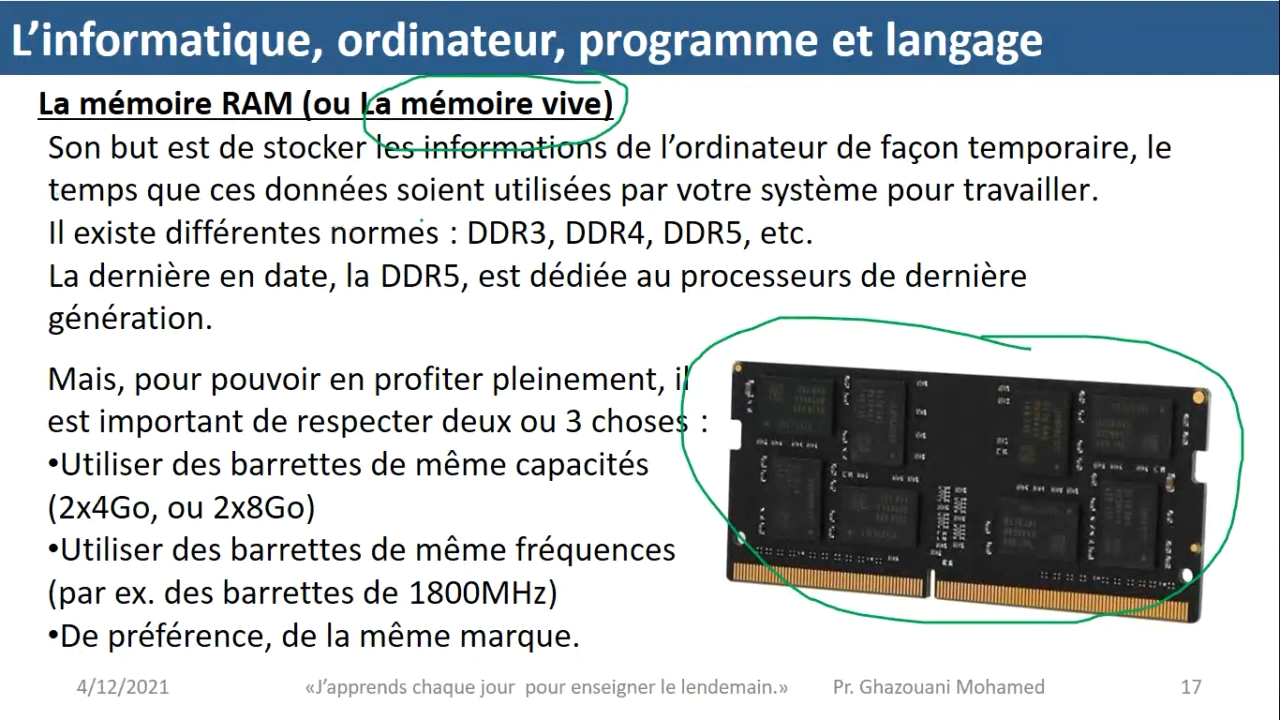 L’informatique, ordinateur, programme et langage
La mémoire RAM (ou La mémoire vive)
Son but est de stocker les informations de l’ordinateur de façon temporaire, le
temps que ces données soient utilisées par votre système pour travailler.
Il existe différentes normes : DDR3, DDR4, DDR5, etc.
La dernière en date, la DDR5, est dédiée au processeurs de dernière
génération.
Mais, pour pouvoir en profiter pleinement, il
est important de respecter deux ou 3 choses :
•Utiliser des barrettes de même capacités
(2x4Go, ou 2x8Go)
•Utiliser des barrettes de même fréquences
(par ex. des barrettes de 1800MHz)
•De préférence, de la même marque.
4/12/2021 «J’apprends chaque jour pour enseigner le lendemain.» Pr. Ghazouani Mohamed 17